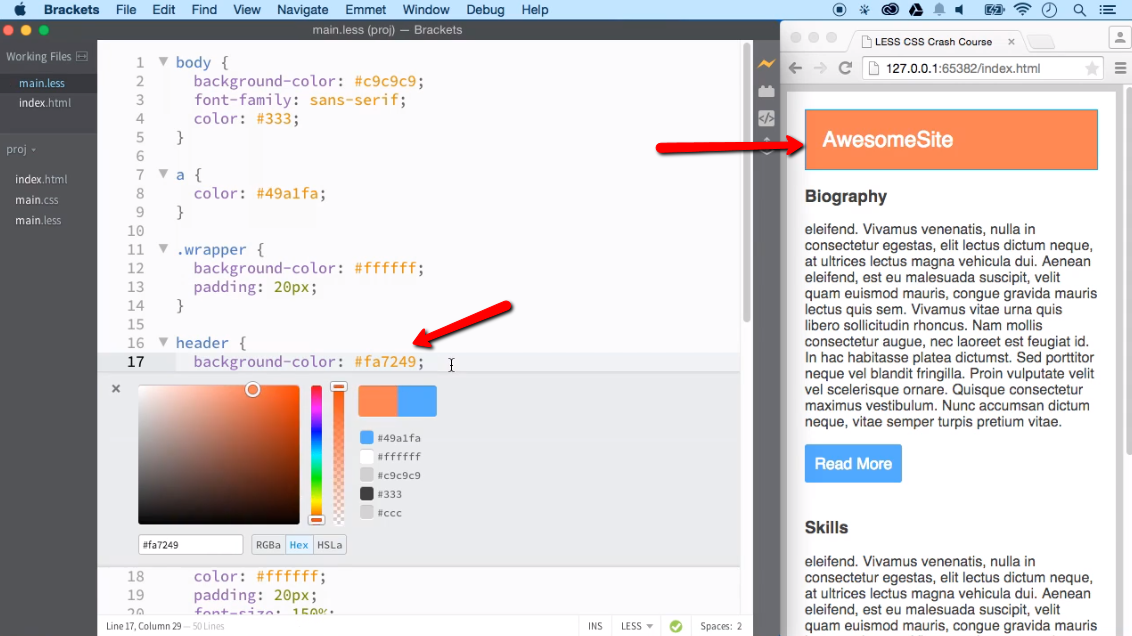 Brackets File Edit Find View Navigate Emmet Window Debug Help
main.less (proj) — Brackets
Working Files
main.less
index.html
proj
index.html
main.css
main.less
1 body {
2 background-color: #c9c9c9;
3 font-family: sans-serif;
4 color: #333;
5 }
6
7 a {
8 color: #49a1fa;
9 }
10
11 .wrapper {
12 background-color: #ffffff;
13 padding: 20px;
14 }
15
16 header {
17 background-color: #fa7249;
#49a1fa
#ffffff
#c9c9c9
#333
#ccc
#fa7249 RGBa Hex HSLa
18 color: #ffffff;
19 padding: 20px;
20 font-size: 150%;
Line 17, Column 29 — 50 Lines INS LESS Spaces: 2
LESS CSS Crash Course
127.0.0.1:65382/index.html
AwesomeSite
Biography
eleifend. Vivamus venenatis, nulla in
consectetur egestas, elit lectus dictum neque,
at ultrices lectus magna vehicula dui. Aenean
eleifend, est eu malesuada suscipit, velit
quam euismod mauris, congue gravida mauris
lectus quis sem. Vivamus vitae urna quis
libero sollicitudin rhoncus. Nam mollis
consectetur augue, nec laoreet est feugiat id.
In hac habitasse platea dictumst. Sed porttitor
neque vel blandit fringilla. Proin vulputate velit
vel scelerisque ornare. Quisque consectetur
maximus vestibulum. Nunc accumsan dictum
neque, vitae semper turpis pretium vitae.
Read More
Skills
eleifend. Vivamus venenatis, nulla in
consectetur egestas, elit lectus dictum neque,
at ultrices lectus magna vehicula dui. Aenean
eleifend, est eu malesuada suscipit, velit
quam euismod mauris, congue gravida mauris